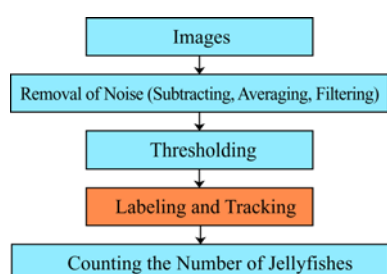 Images
Removal of Noise (Subtracting, Averaging, Filtering)
Thresholding
Labeling and Tracking
Counting the Number of Jellyfishes